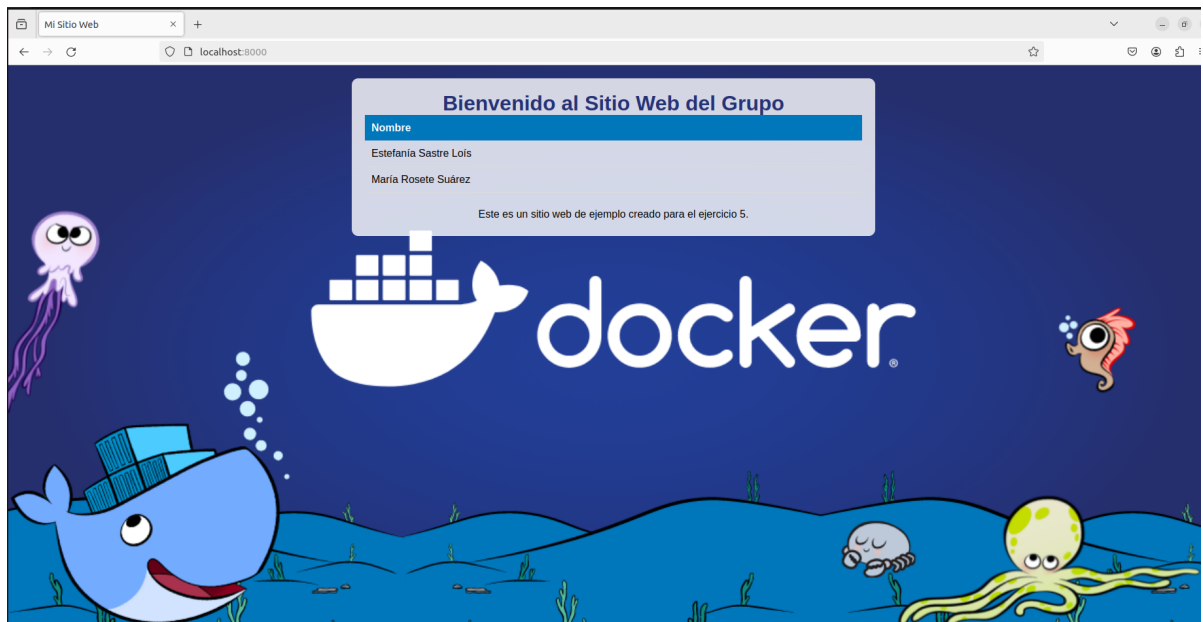 Mi Sitio Web
localhost:8000
Bienvenido al Sitio Web del Grupo
Nombre
Estefanía Sastre Loís
María Rosete Suárez
Este es un sitio web de ejemplo creado para el ejercicio 5.
docker®